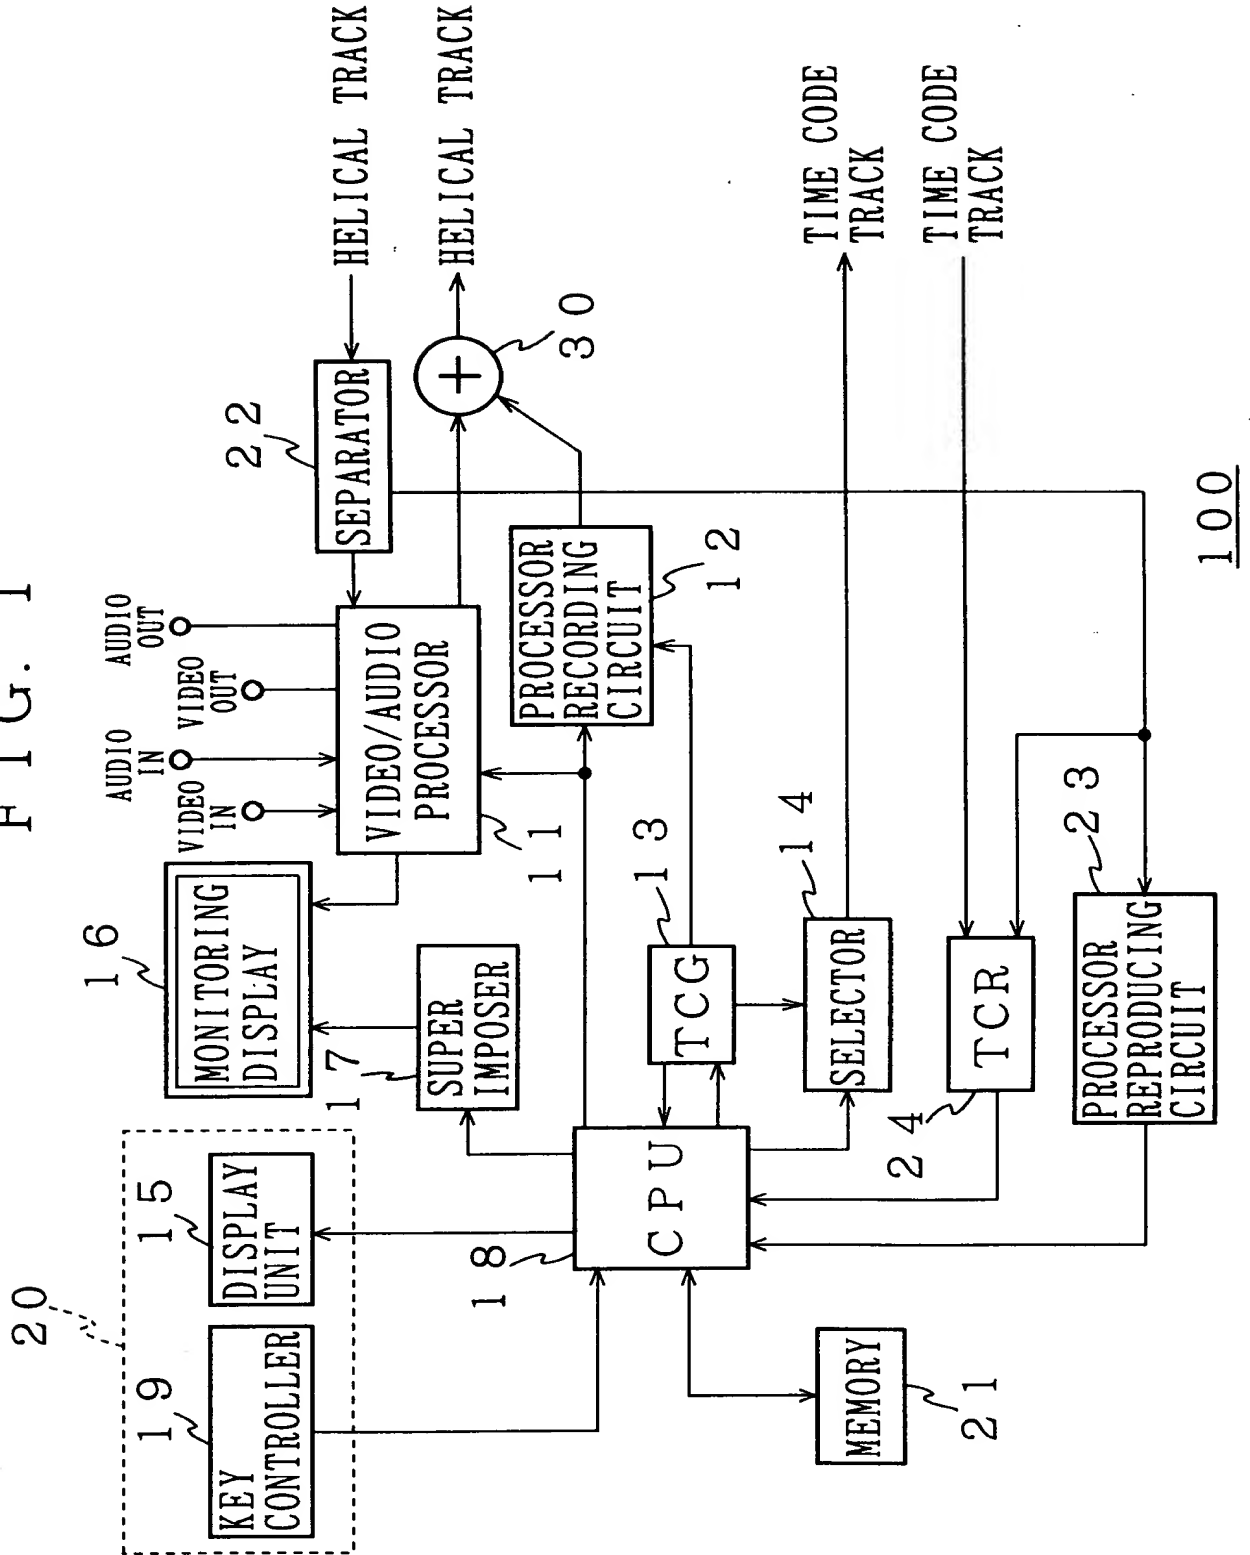 FIG. 1
20
19
KEY
CONTROLLER
15
DISPLAY
UNIT
16
MONITORING
DISPLAY
VIDEO
IN
AUDIO
IN
VIDEO
OUT
AUDIO
OUT
22
SEPARATOR
HELICAL TRACK
17
SUPER
IMPOSER
VIDEO/AUDIO
PROCESSOR
11
+
30
HELICAL TRACK
18
CPU
PROCESSOR
RECORDING
CIRCUIT
12
13
TCG
14
SELECTOR
TIME CODE
TRACK
MEMORY
21
24
TCR
TIME CODE
TRACK
23
PROCESSOR
REPRODUCING
CIRCUIT
100